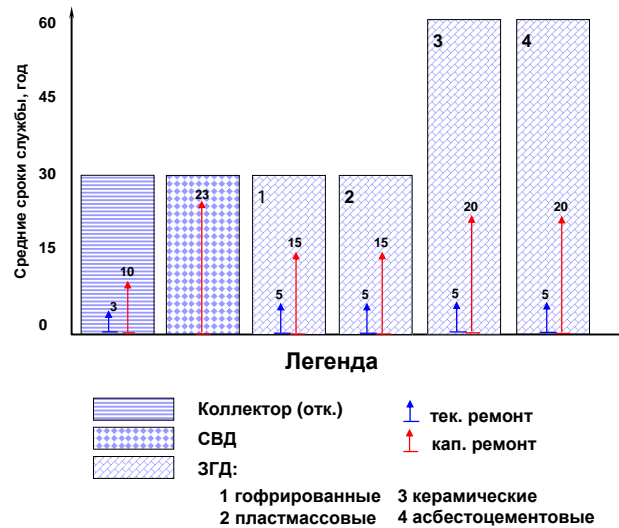 Средние сроки службы, год
60
45
30
15
0
3
10
23
1
5
15
2
5
15
3
5
20
4
5
20
Легенда
Коллектор (отк.)
СВД
ЗГД:
тек. ремонт
кап. ремонт
1 гофрированные 3 керамические
2 пластмассовые 4 асбестоцементовые